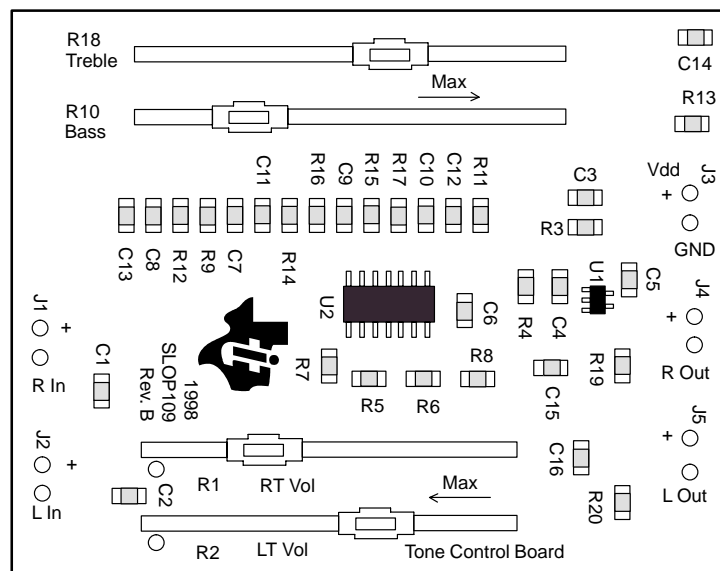 R18
Treble
C14
Max
R13
R10
Bass
C11
R16
C9
R15
R17
C10
C12
R11
C3
Vdd
J3
+
R3
GND
C13
C8
R12
R9
C7
R14
U2
C6
R4
C4
U1
C5
J4
+
J1
+
R In
C1
R7
R5
R6
R8
C15
R19
R Out
1998
SLOP109
Rev. B
J5
+
J2
+
L In
C2
R1
RT Vol
Max
C16
R20
L Out
R2
LT Vol
Tone Control Board